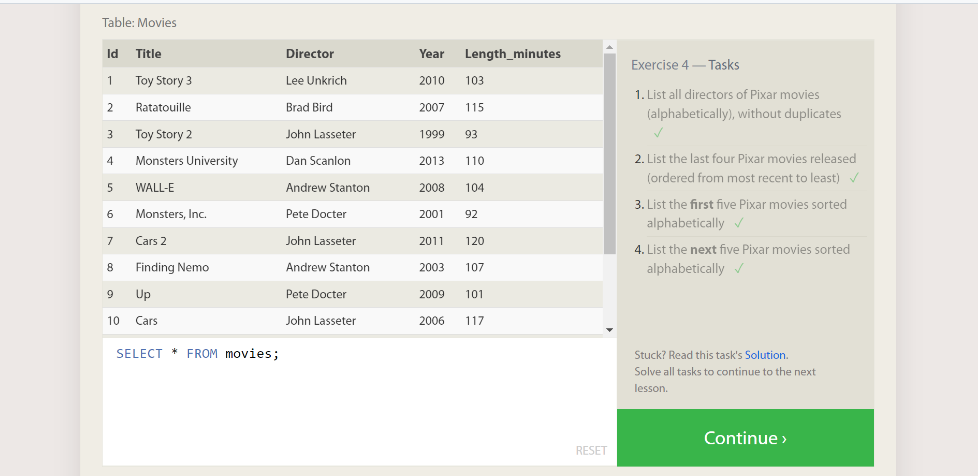 Table: Movies
Id Title Director Year Length_minutes
1 Toy Story 3 Lee Unkrich 2010 103
2 Ratatouille Brad Bird 2007 115
3 Toy Story 2 John Lasseter 1999 93
4 Monsters University Dan Scanlon 2013 110
5 WALL-E Andrew Stanton 2008 104
6 Monsters, Inc. Pete Docter 2001 92
7 Cars 2 John Lasseter 2011 120
8 Finding Nemo Andrew Stanton 2003 107
9 Up Pete Docter 2009 101
10 Cars John Lasseter 2006 117
SELECT * FROM movies;
RESET
Exercise 4 — Tasks
1. List all directors of Pixar movies
(alphabetically), without duplicates
✓
2. List the last four Pixar movies released
(ordered from most recent to least) ✓
3. List the first five Pixar movies sorted
alphabetically ✓
4. List the next five Pixar movies sorted
alphabetically ✓
Stuck? Read this task's Solution.
Solve all tasks to continue to the next
lesson.
Continue ›